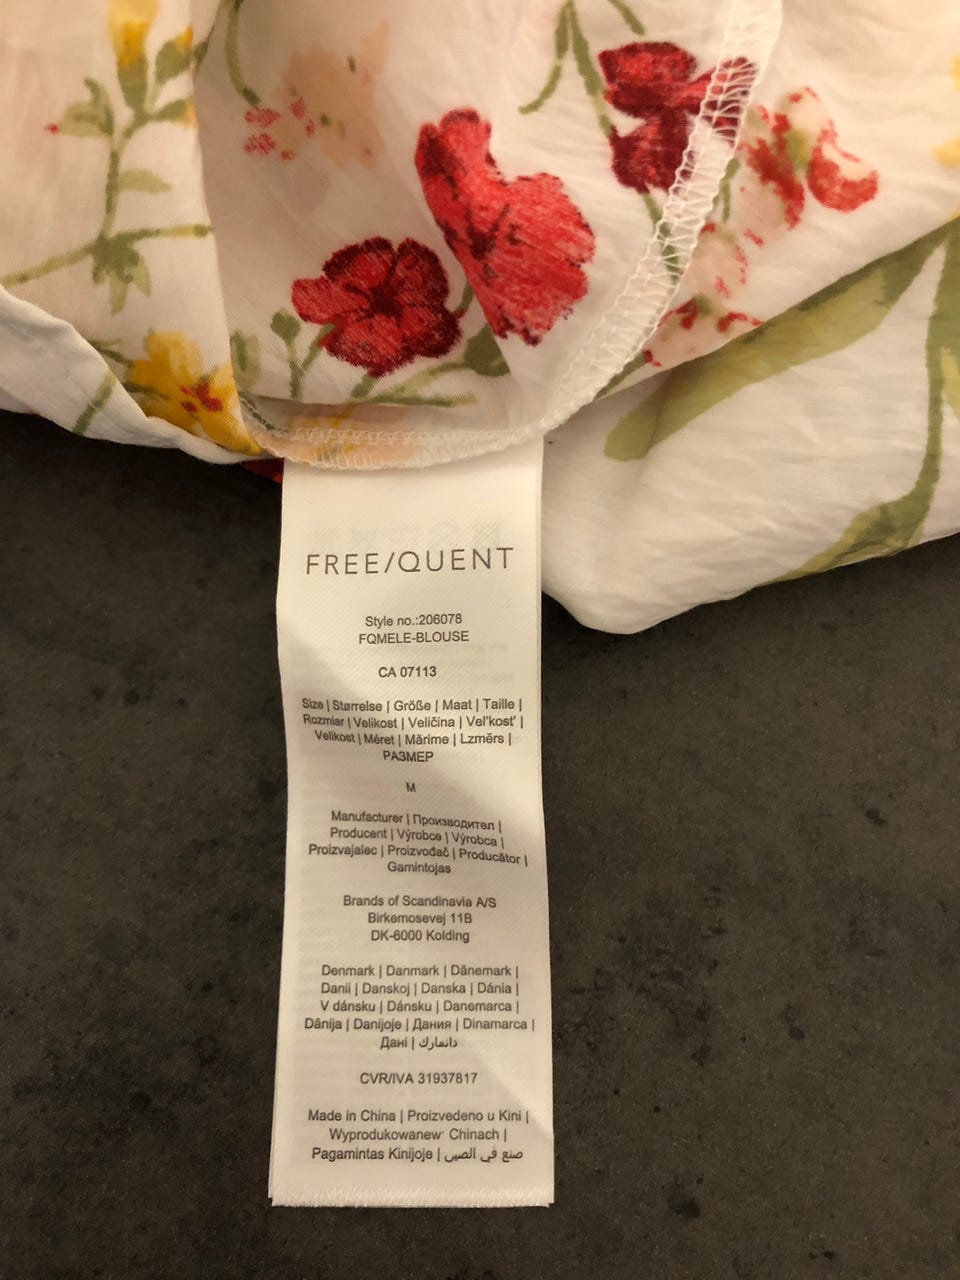 FREE/QUENT
Style no.:206078
FQMELE-BLOUSE
CA 07113
Size | Størrelse | Größe | Maat | Taille |
Rozmiar | Velikost | Veličina | Vel'kost' |
Velikost | Méret | Mărime | Lzmērs |
РАЗМЕР
M
Manufacturer | Производител |
Producent | Výrobce | Výrobca |
Proizvajalec | Proizvođač | Producător |
Gamintojas
Brands of Scandinavia A/S
Birkemosevej 11B
DK-6000 Kolding
Denmark | Danmark | Dänemark |
Danii | Danskoj | Danska | Dánia |
V dánsku | Dánsku | Danemarca |
Dānija | Danijoje | Дания | Dinamarca |
Данi | دانمارك
CVR/IVA 31937817
Made in China | Proizvedeno u Kini |
Wyprodukowanew Chinach |
Pagamintas Kinijoje | صنع في الصين